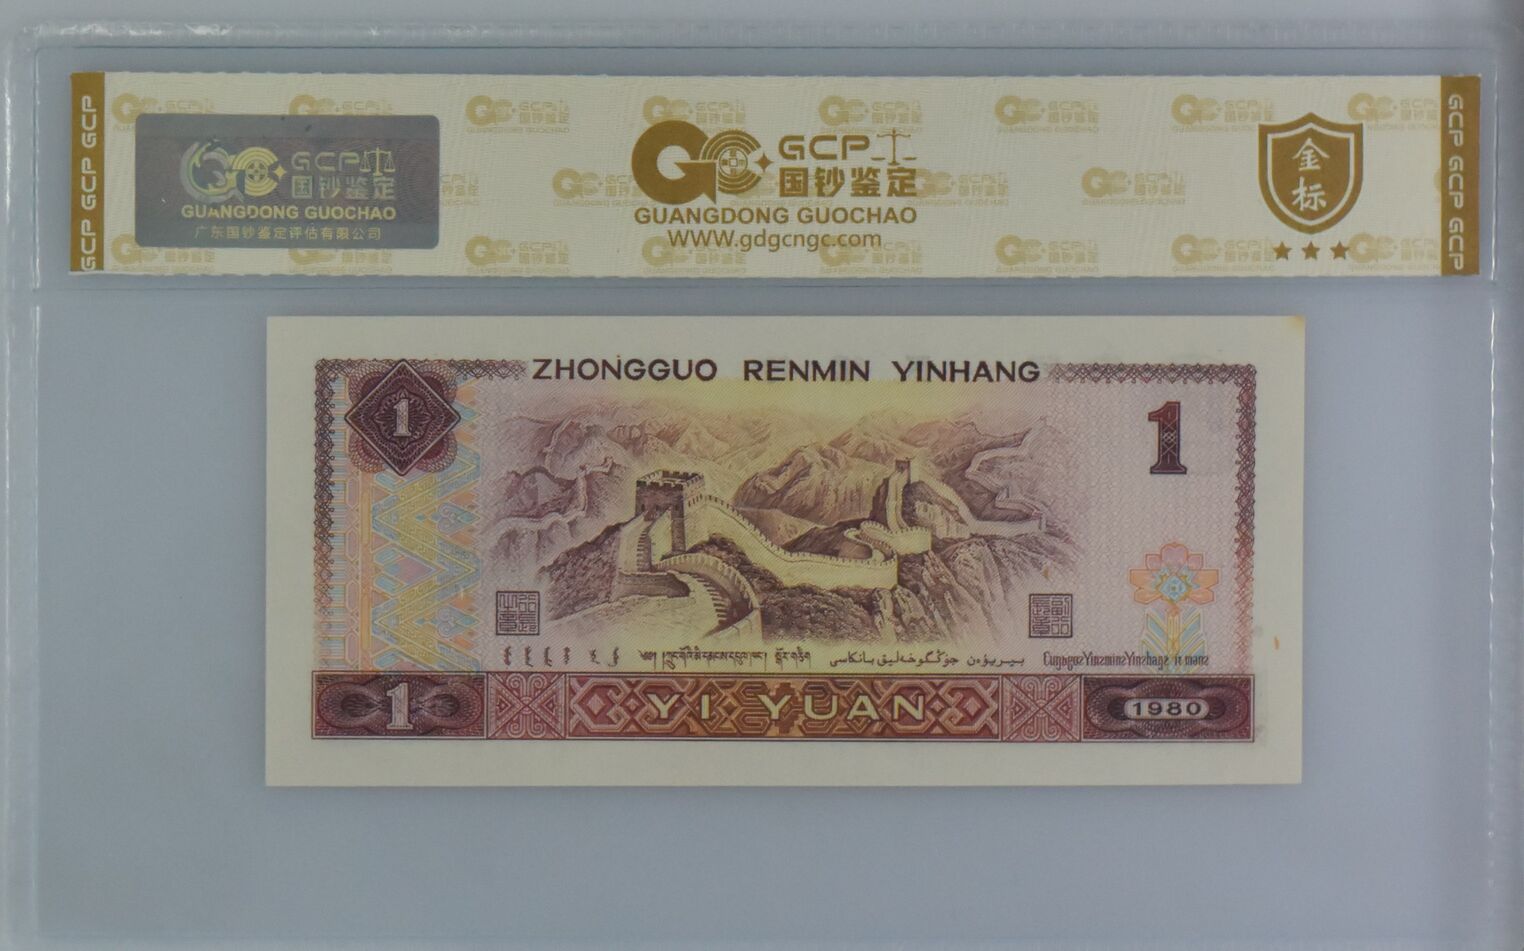 GCP GCP GCP
GCP 国钞鉴定
GUANGDONG GUOCHAO
广东国钞鉴定评估有限公司
GCP
国钞鉴定
GUANGDONG GUOCHAO
WWW.gdgcngc.com
金标
GCP GCP GCP
ZHONGGUO RENMIN YINHANG
1
1
1
YI YUAN
1980